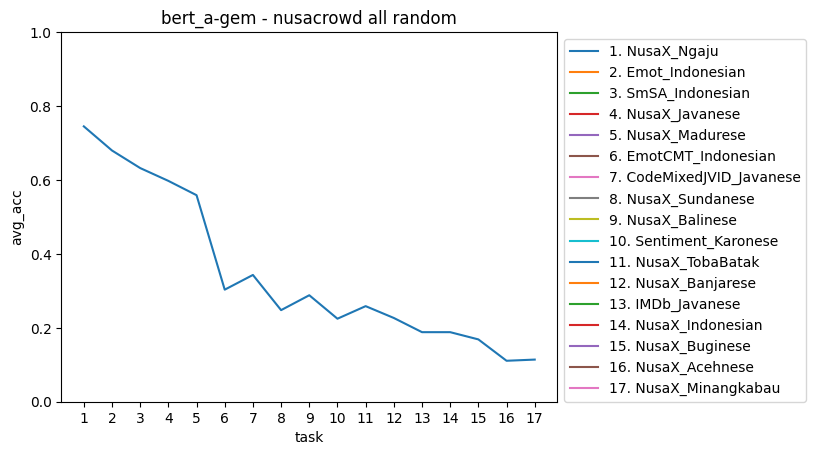 bert_a-gem - nusacrowd all random
1.0
0.8
0.6
0.4
0.2
0.0
avg_acc
1 2 3 4 5 6 7 8 9 10 11 12 13 14 15 16 17
task
1. NusaX_Ngaju
2. Emot_Indonesian
3. SmSA_Indonesian
4. NusaX_Javanese
5. NusaX_Madurese
6. EmotCMT_Indonesian
7. CodeMixedJVID_Javanese
8. NusaX_Sundanese
9. NusaX_Balinese
10. Sentiment_Karonese
11. NusaX_TobaBatak
12. NusaX_Banjarese
13. IMDb_Javanese
14. NusaX_Indonesian
15. NusaX_Buginese
16. NusaX_Acehnese
17. NusaX_Minangkabau